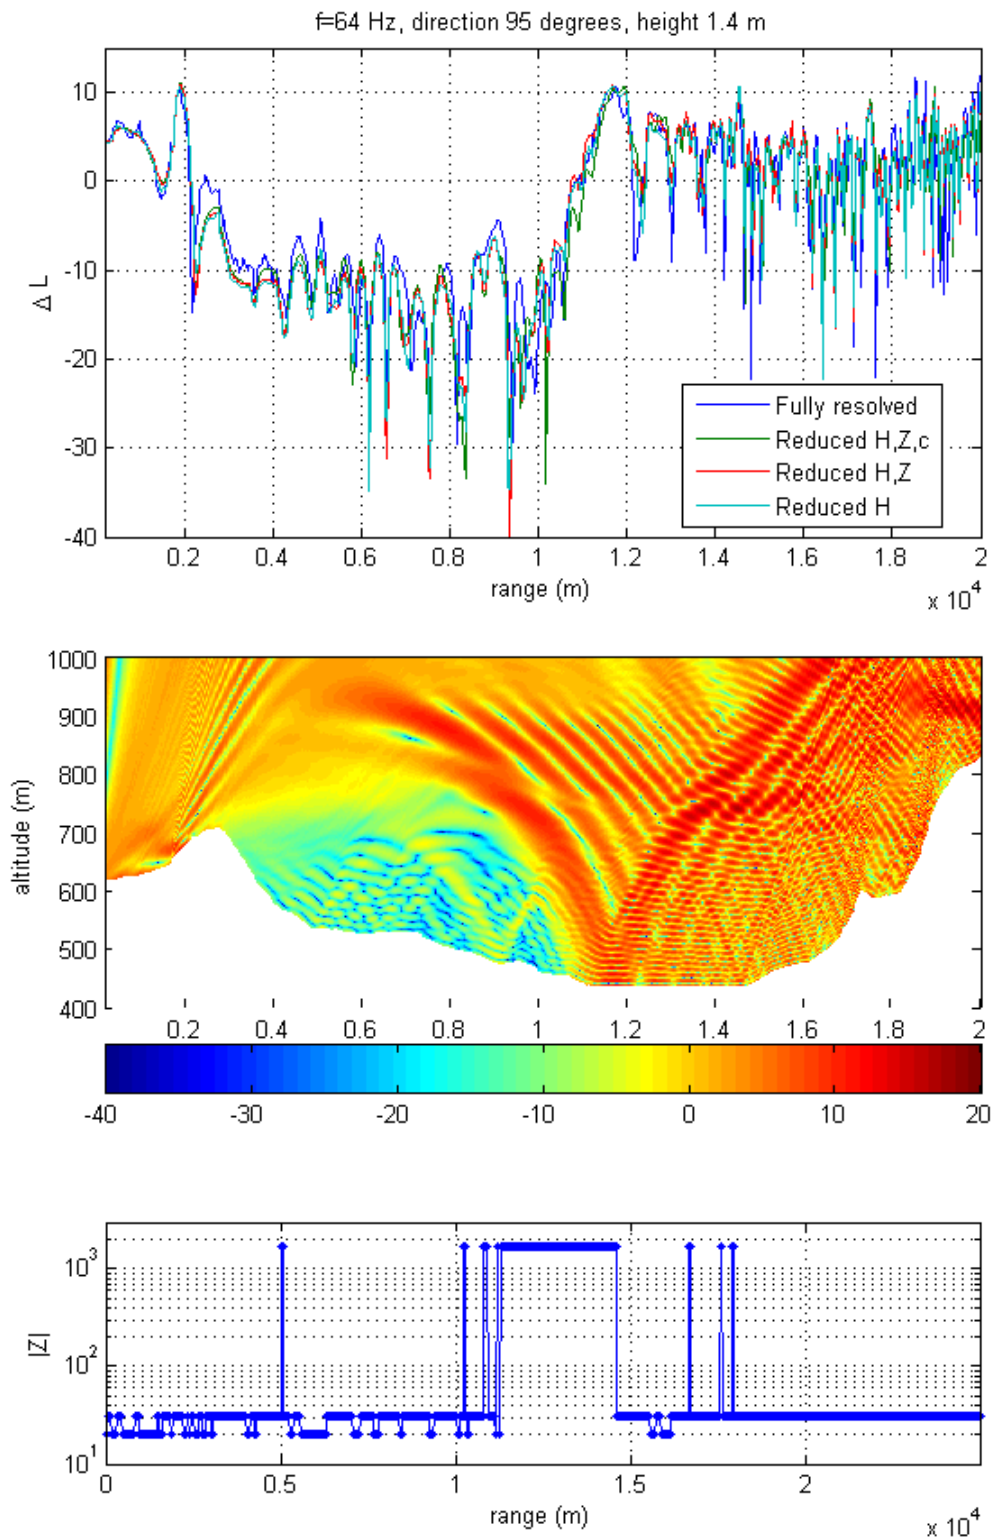 f=64 Hz, direction 95 degrees, height 1.4 m
10
0
-10
-20
-30
-40
Δ L
Fully resolved
Reduced H,Z,c
Reduced H,Z
Reduced H
0.2 0.4 0.6 0.8 1 1.2 1.4 1.6 1.8 2
range (m)
x 10^4
1000
900
800
700
600
500
400
altitude (m)
0.2 0.4 0.6 0.8 1 1.2 1.4 1.6 1.8 2
-40 -30 -20 -10 0 10 20
10^3
10^2
10^1
|Z|
0 0.5 1 1.5 2
range (m)
x 10^4